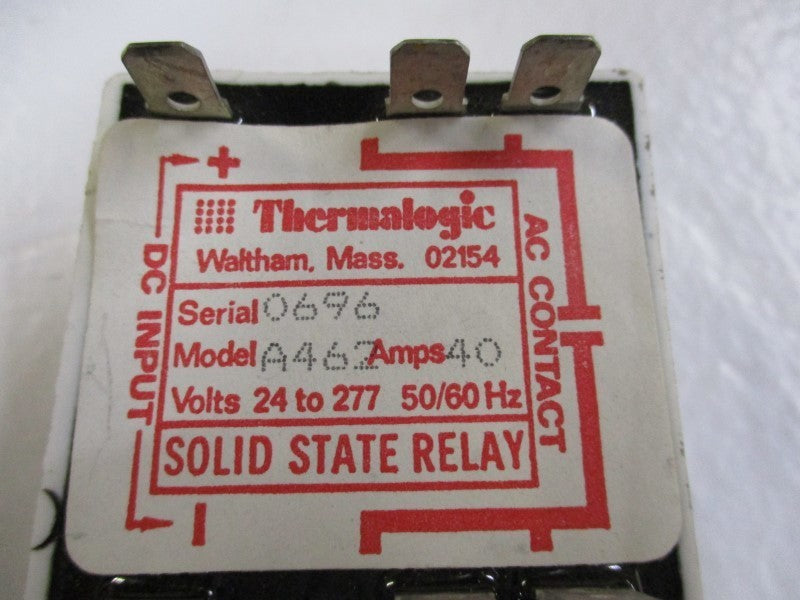 +
Thermalogic
Waltham, Mass. 02154
Serial 0696
Model A462 Amps 40
Volts 24 to 277 50/60 Hz
SOLID STATE RELAY
-
DC INPUT
AC CONTACT